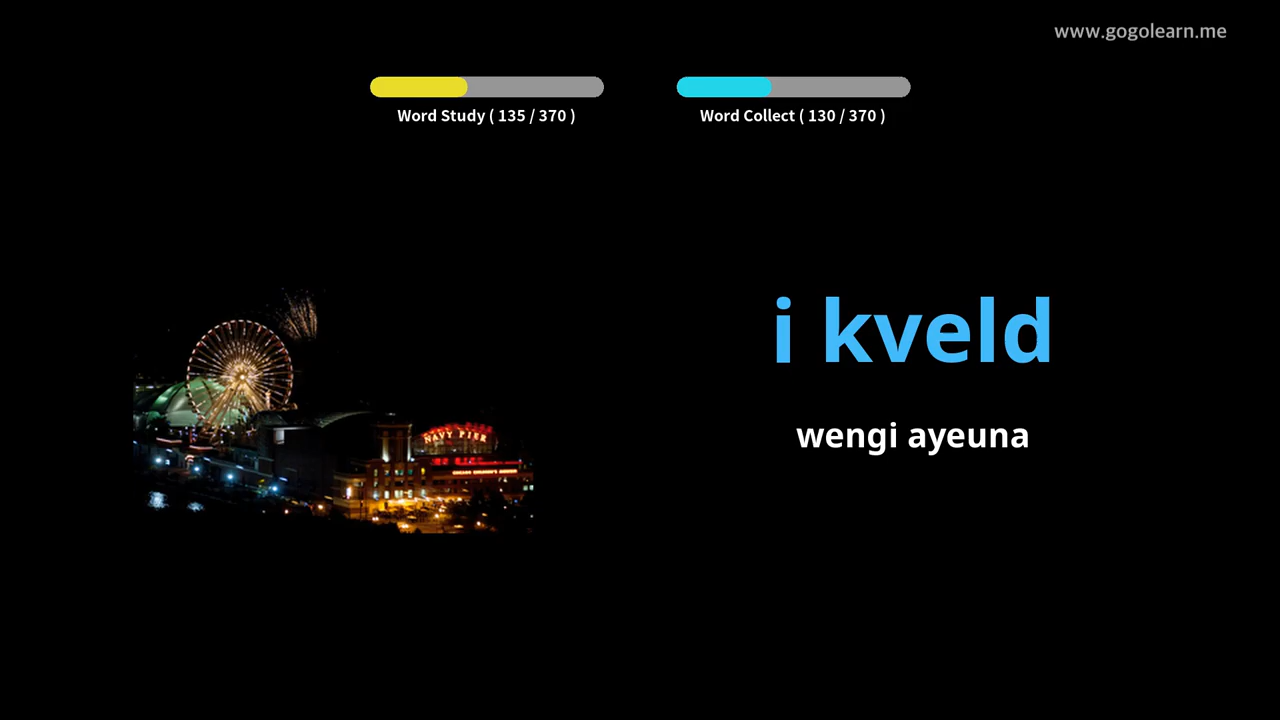 www.gogolearn.me
Word Study ( 135 / 370 )
Word Collect ( 130 / 370 )
i kveld
wengi ayeuna
NAVY PIER